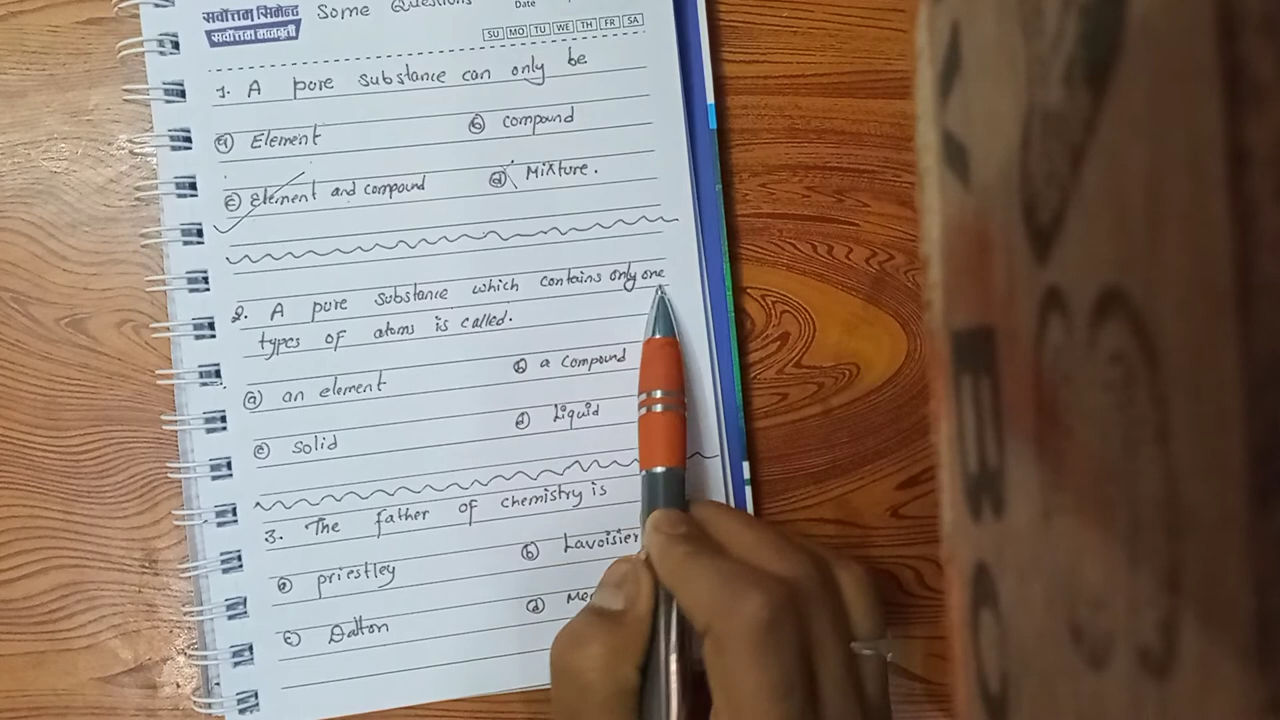 सर्वोत्तम सिमेन्ट
सर्वोत्तम मजबुती
Some Questions
Date
SU MO TU WE TH FR SA
1. A pore substance can only be
(a) Element (b) compound
(c) Element and compound (d) Mixture.
2. A pure substance which contains only one
types of atoms is called.
(a) an element (b) a compound
(c) solid (d) Liquid
3. The father of chemistry is
(a) priestley (b) Lavoisier
(c) Dalton (d)